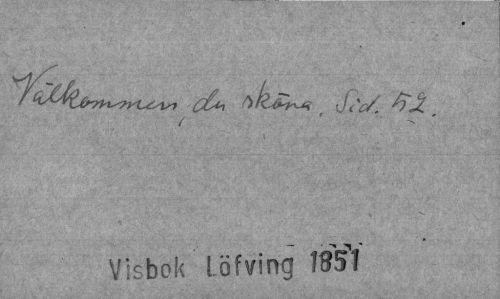 Välkommen, du sköna. Sid. 52.
Visbok Löfving 1851